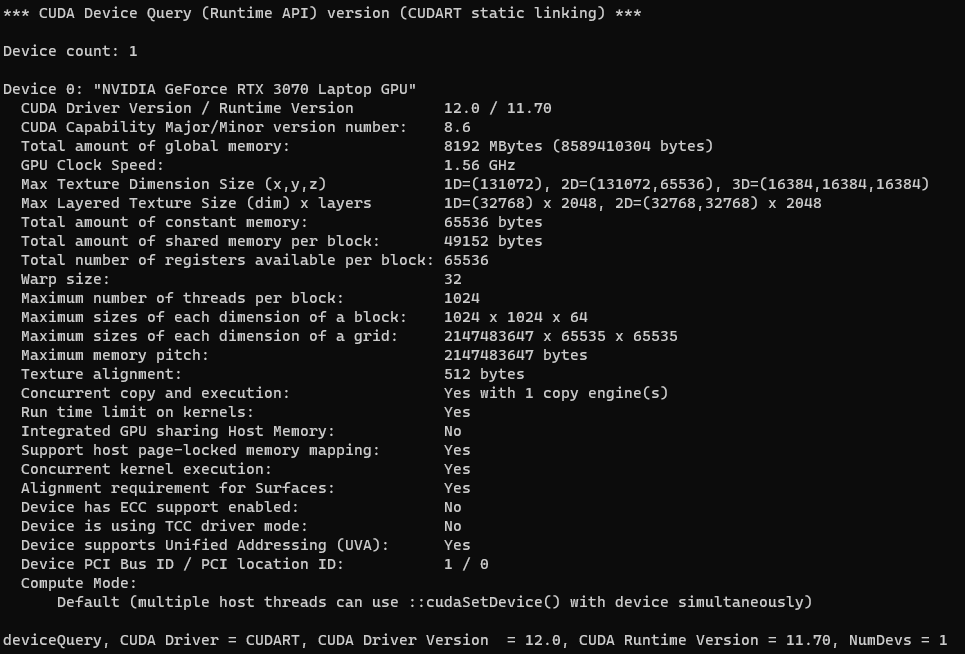 *** CUDA Device Query (Runtime API) version (CUDART static linking) ***
Device count: 1
Device 0: "NVIDIA GeForce RTX 3070 Laptop GPU"
CUDA Driver Version / Runtime Version 12.0 / 11.70
CUDA Capability Major/Minor version number: 8.6
Total amount of global memory: 8192 MBytes (8589410304 bytes)
GPU Clock Speed: 1.56 GHz
Max Texture Dimension Size (x,y,z) 1D=(131072), 2D=(131072,65536), 3D=(16384,16384,16384)
Max Layered Texture Size (dim) x layers 1D=(32768) x 2048, 2D=(32768,32768) x 2048
Total amount of constant memory: 65536 bytes
Total amount of shared memory per block: 49152 bytes
Total number of registers available per block: 65536
Warp size: 32
Maximum number of threads per block: 1024
Maximum sizes of each dimension of a block: 1024 x 1024 x 64
Maximum sizes of each dimension of a grid: 2147483647 x 65535 x 65535
Maximum memory pitch: 2147483647 bytes
Texture alignment: 512 bytes
Concurrent copy and execution: Yes with 1 copy engine(s)
Run time limit on kernels: Yes
Integrated GPU sharing Host Memory: No
Support host page-locked memory mapping: Yes
Concurrent kernel execution: Yes
Alignment requirement for Surfaces: Yes
Device has ECC support enabled: No
Device is using TCC driver mode: No
Device supports Unified Addressing (UVA): Yes
Device PCI Bus ID / PCI location ID: 1 / 0
Compute Mode:
Default (multiple host threads can use ::cudaSetDevice() with device simultaneously)
deviceQuery, CUDA Driver = CUDART, CUDA Driver Version  = 12.0, CUDA Runtime Version = 11.70, NumDevs = 1